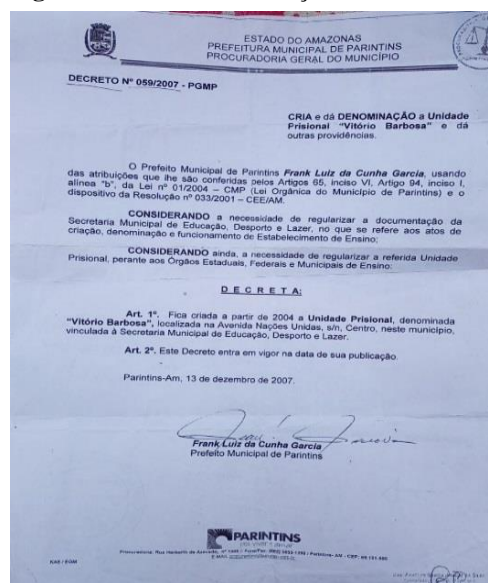 ESTADO DO AMAZONAS
PREFEITURA MUNICIPAL DE PARINTINS
PROCURADORIA GERAL DO MUNICÍPIO
DECRETO Nº 059/2007 - PGMP
CRIA e dá DENOMINAÇÃO a Unidade
Prisional “Vitório Barbosa” e dá
outras providências.
O Prefeito Municipal de Parintins Frank Luiz da Cunha Garcia, usando
das atribuições que lhe são conferidas pelos Artigos 65, inciso VI, Artigo 94, inciso I,
alínea “b”, da Lei nº 01/2004 – CMP (Lei Orgânica do Município de Parintins) e o
dispositivo da Resolução nº 033/2001 – CEE/AM.
CONSIDERANDO a necessidade de regularizar a documentação da
Secretaria Municipal de Educação, Desporto e Lazer, no que se refere aos atos de
criação, denominação e funcionamento de Estabelecimento de Ensino;
CONSIDERANDO ainda, a necessidade de regularizar a referida Unidade
Prisional, perante aos Órgãos Estaduais, Federais e Municipais de Ensino;
D E C R E T A:
Art. 1º. Fica criada a partir de 2004 a Unidade Prisional, denominada
“Vitório Barbosa”, localizada na Avenida Nações Unidas, s/n, Centro, neste município,
vinculada à Secretaria Municipal de Educação, Desporto e Lazer.
Art. 2º. Este Decreto entra em vigor na data de sua publicação.
Parintins-Am, 13 de dezembro de 2007.
Frank Luiz da Cunha Garcia
Prefeito Municipal de Parintins
PARINTINS